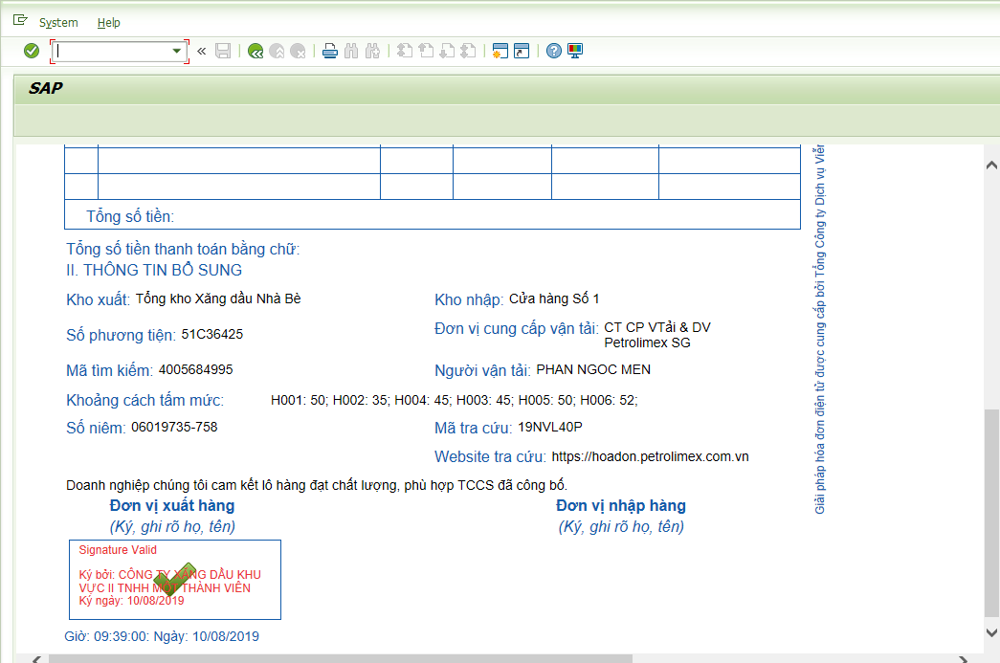 System Help
SAP
Tổng số tiền:
Tổng số tiền thanh toán bằng chữ:
II. THÔNG TIN BỔ SUNG
Kho xuất: Tổng kho Xăng dầu Nhà Bè
Kho nhập: Cửa hàng Số 1
Số phương tiện: 51C36425
Đơn vị cung cấp vận tải: CT CP VTải & DV
Petrolimex SG
Mã tìm kiếm: 4005684995
Người vận tải: PHAN NGOC MEN
Khoảng cách tấm mức: H001: 50; H002: 35; H004: 45; H003: 45; H005: 50; H006: 52;
Số niêm: 06019735-758
Mã tra cứu: 19NVL40P
Website tra cứu: https://hoadon.petrolimex.com.vn
Doanh nghiệp chúng tôi cam kết lô hàng đạt chất lượng, phù hợp TCCS đã công bố.
Đơn vị xuất hàng
(Ký, ghi rõ họ, tên)
Đơn vị nhập hàng
(Ký, ghi rõ họ, tên)
Signature Valid
Ký bởi: CÔNG TY XĂNG DẦU KHU
VỰC II TNHH MỘT THÀNH VIÊN
Ký ngày: 10/08/2019
Giờ: 09:39:00: Ngày: 10/08/2019
Giải pháp hóa đơn điện tử được cung cấp bởi Tổng Công ty Dịch vụ Viễn